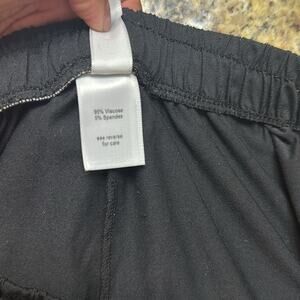 95% Viscose
5% Spandex
see reverse
for care